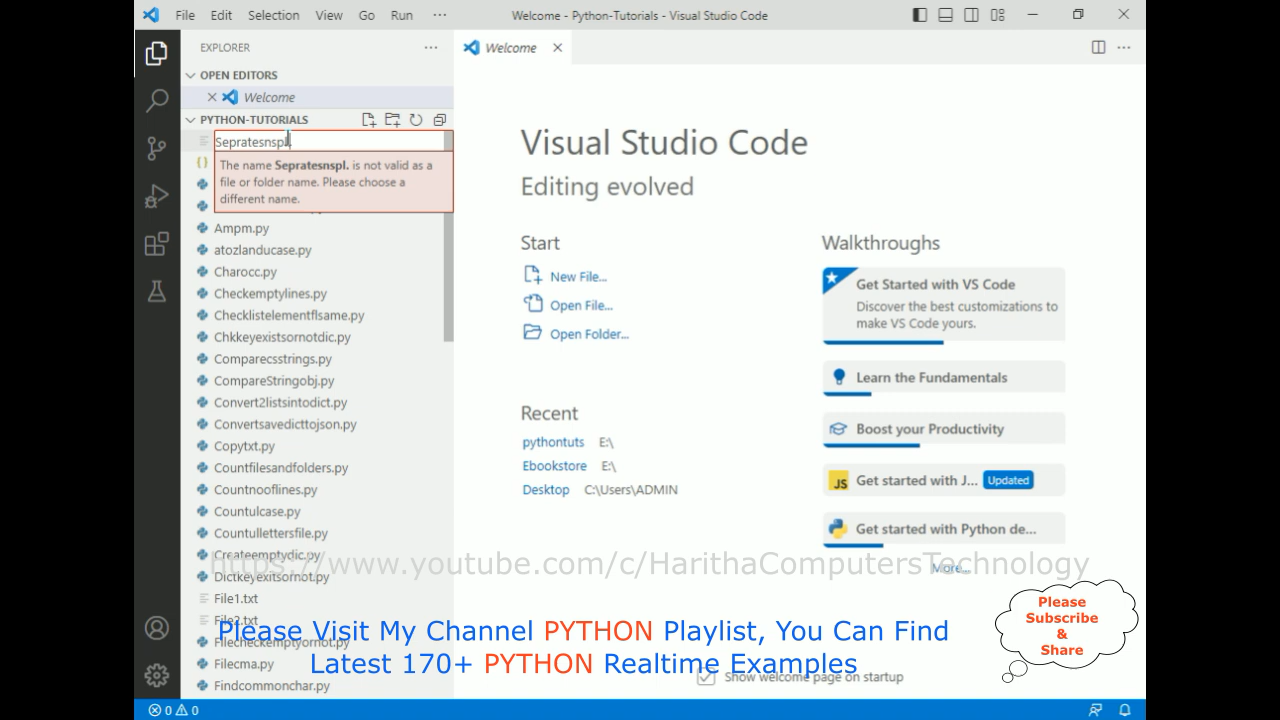 File Edit Selection View Go Run ··· Welcome - Python-Tutorials - Visual Studio Code
EXPLORER ···
Welcome
···
OPEN EDITORS
Welcome
PYTHON-TUTORIALS
Sepratesnspl.
The name Sepratesnspl. is not valid as a
file or folder name. Please choose a
different name.
Ampm.py
atozlanducase.py
Charocc.py
Checkemptylines.py
Checklistelementflsame.py
Chkkeyexistsornotdic.py
Comparecsstrings.py
CompareStringobj.py
Convert2listsintodict.py
Convertsavedicttojson.py
Copytxt.py
Countfilesandfolders.py
Countnooflines.py
Countulcase.py
Countullettersfile.py
Createemptydic.py
Dictkeyexitsornot.py
File1.txt
File2.txt
Filecheckemptyornot.py
Filecma.py
Findcommonchar.py
Visual Studio Code
Editing evolved
Start
New File...
Open File...
Open Folder...
Recent
pythontuts E:\
Ebookstore E:\
Desktop C:\Users\ADMIN
Walkthroughs
Get Started with VS Code
Discover the best customizations to
make VS Code yours.
Learn the Fundamentals
Boost your Productivity
JS Get started with J... Updated
Get started with Python de...
More...
https://www.youtube.com/c/HarithaComputersTechnology
Please
Subscribe
&
Share
Please Visit My Channel PYTHON Playlist, You Can Find
Latest 170+ PYTHON Realtime Examples
Show welcome page on startup
0 0